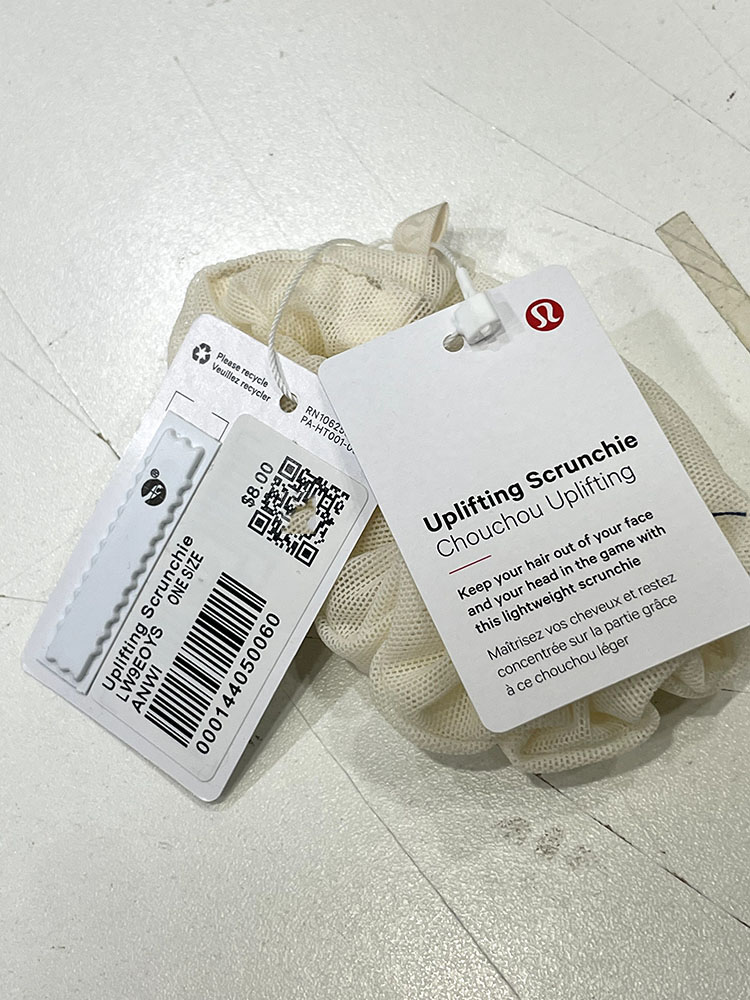 Please recycle
Veuillez recycler
$8.00
Uplifting Scrunchie
LW9EOYS ONE SIZE
ANWI
000144050060
Uplifting Scrunchie
Chouchou Uplifting
Keep your hair out of your face
and your head in the game with
this lightweight scrunchie
Maîtrisez vos cheveux et restez
concentrée sur la partie grâce
à ce chouchou léger